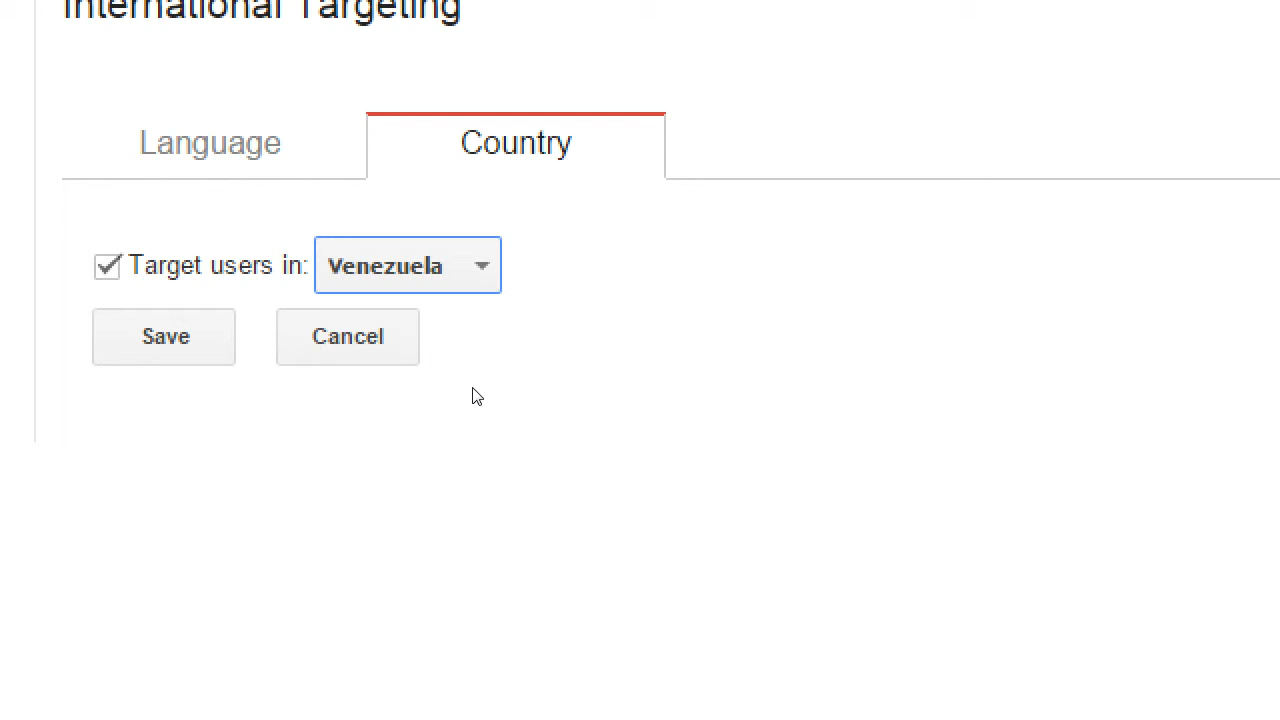 International Targeting
Language Country
Target users in: Venezuela
Save Cancel